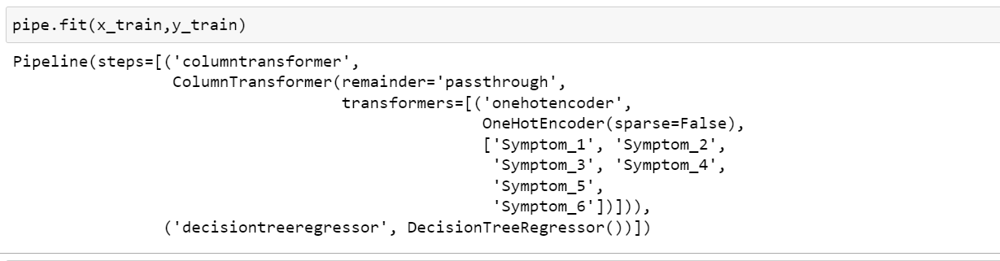 pipe.fit(x_train,y_train)
Pipeline(steps=[('columntransformer',
ColumnTransformer(remainder='passthrough',
transformers=[('onehotencoder',
OneHotEncoder(sparse=False),
['Symptom_1', 'Symptom_2',
'Symptom_3', 'Symptom_4',
'Symptom_5',
'Symptom_6'])])),
('decisiontreeregressor', DecisionTreeRegressor())])